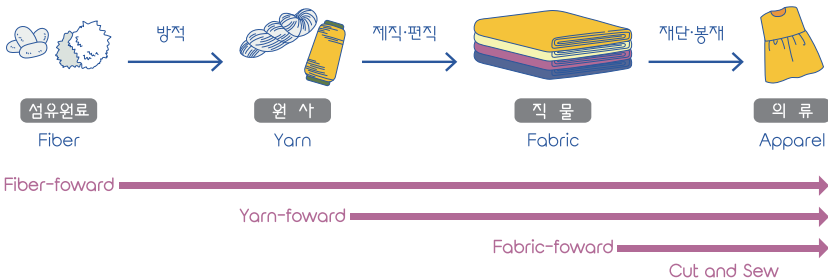 방적
제직·편직
재단·봉재
섬유원료
원 사
직 물
의 류
Fiber
Yarn
Fabric
Apparel
Fiber-foward
Yarn-foward
Fabric-foward
Cut and Sew